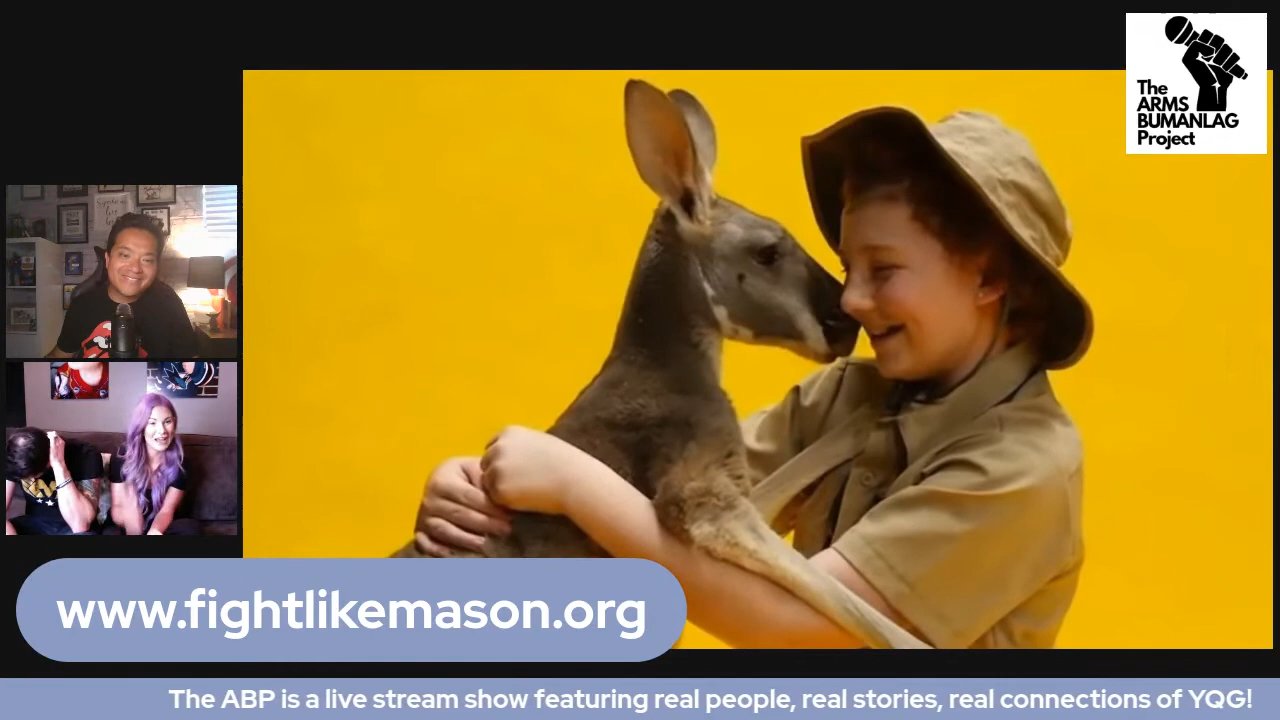 The
ARMS
BUMANLAG
Project
www.fightlikemason.org
The ABP is a live stream show featuring real people, real stories, real connections of YQG!